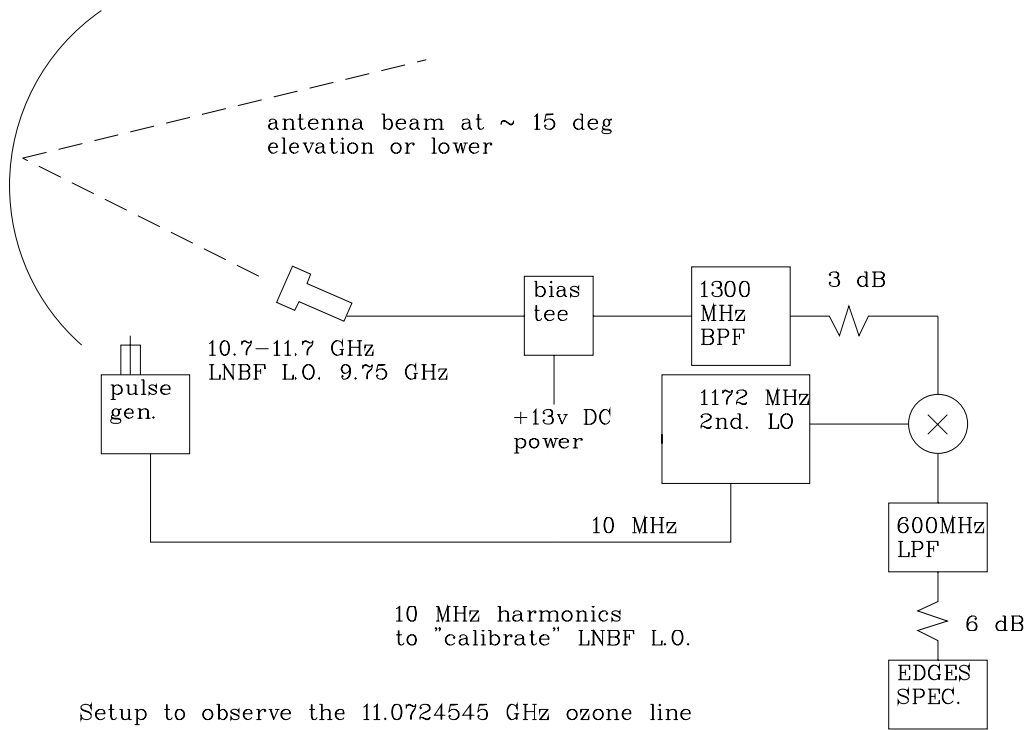 antenna beam at ~ 15 deg
elevation or lower
bias
tee
1300
MHz
BPF
3 dB
10.7-11.7 GHz
LNBF L.O. 9.75 GHz
pulse
gen.
+13v DC
power
1172 MHz
2nd. LO
10 MHz
600MHz
LPF
10 MHz harmonics
to "calibrate" LNBF L.O.
6 dB
EDGES
SPEC.
Setup to observe the 11.0724545 GHz ozone line